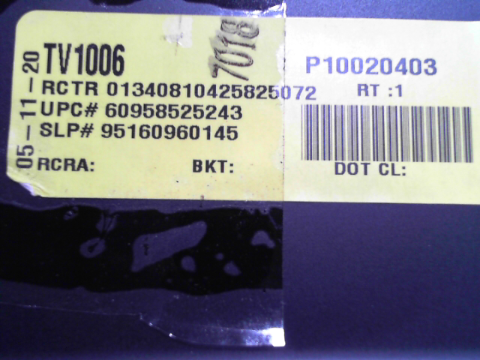 05-11-20
TV1006
7018
P10020403
RCTR 01340810425825072 RT :1
UPC# 60958525243
SLP# 95160960145
RCRA: BKT: DOT CL: